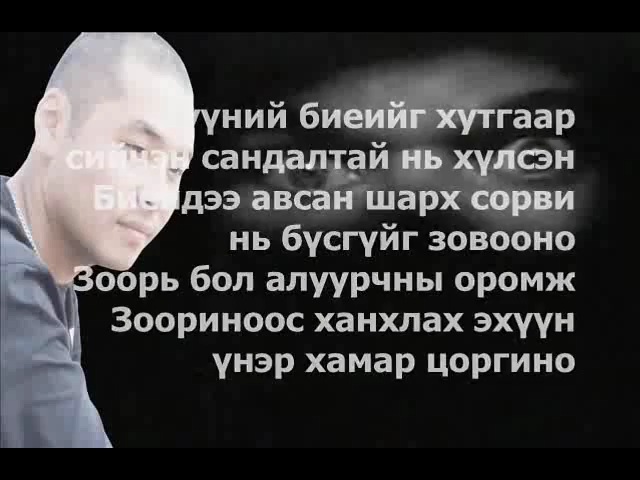 биеийг хутгаар
сийчэн сандалтай нь хүлсэн
авсан шарх сорви
нь бүсгүйг зовооно
Зоорь бол алуурчны оромж
Зоориноос ханхлах эхүүн
үнэр хамар цоргино